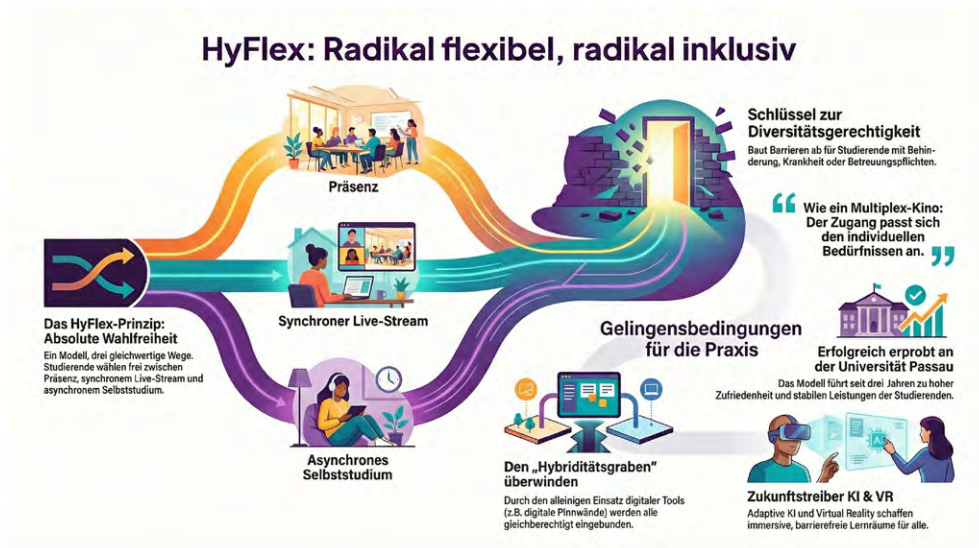 HyFlex: Radikal flexibel, radikal inklusiv
Präsenz
Synchroner Live-Stream
Asynchrones
Selbststudium
Das HyFlex-Prinzip:
Absolute Wahlfreiheit
Ein Modell, drei gleichwertige Wege.
Studierende wählen frei zwischen
Präsenz, synchronem Live-Stream und
asynchronem Selbststudium.
Schlüssel zur
Diversitätsgerechtigkeit
Baut Barrieren ab für Studierende mit Behin-
derung, Krankheit oder Betreuungspflichten.
“ Wie ein Multiplex-Kino:
Der Zugang passt sich
den individuellen
Bedürfnissen an. ”
Gelingensbedingungen
für die Praxis
Erfolgreich erprobt an
der Universität Passau
Das Modell führt seit drei Jahren zu hoher
Zufriedenheit und stabilen Leistungen der Studierenden.
Den „Hybriditätsgraben“
überwinden
Durch den alleinigen Einsatz digitaler Tools
(z.B. digitale Pinnwände) werden alle
gleichberechtigt eingebunden.
Zukunftstreiber KI & VR
Adaptive KI und Virtual Reality schaffen
immersive, barrierefreie Lernräume für alle.